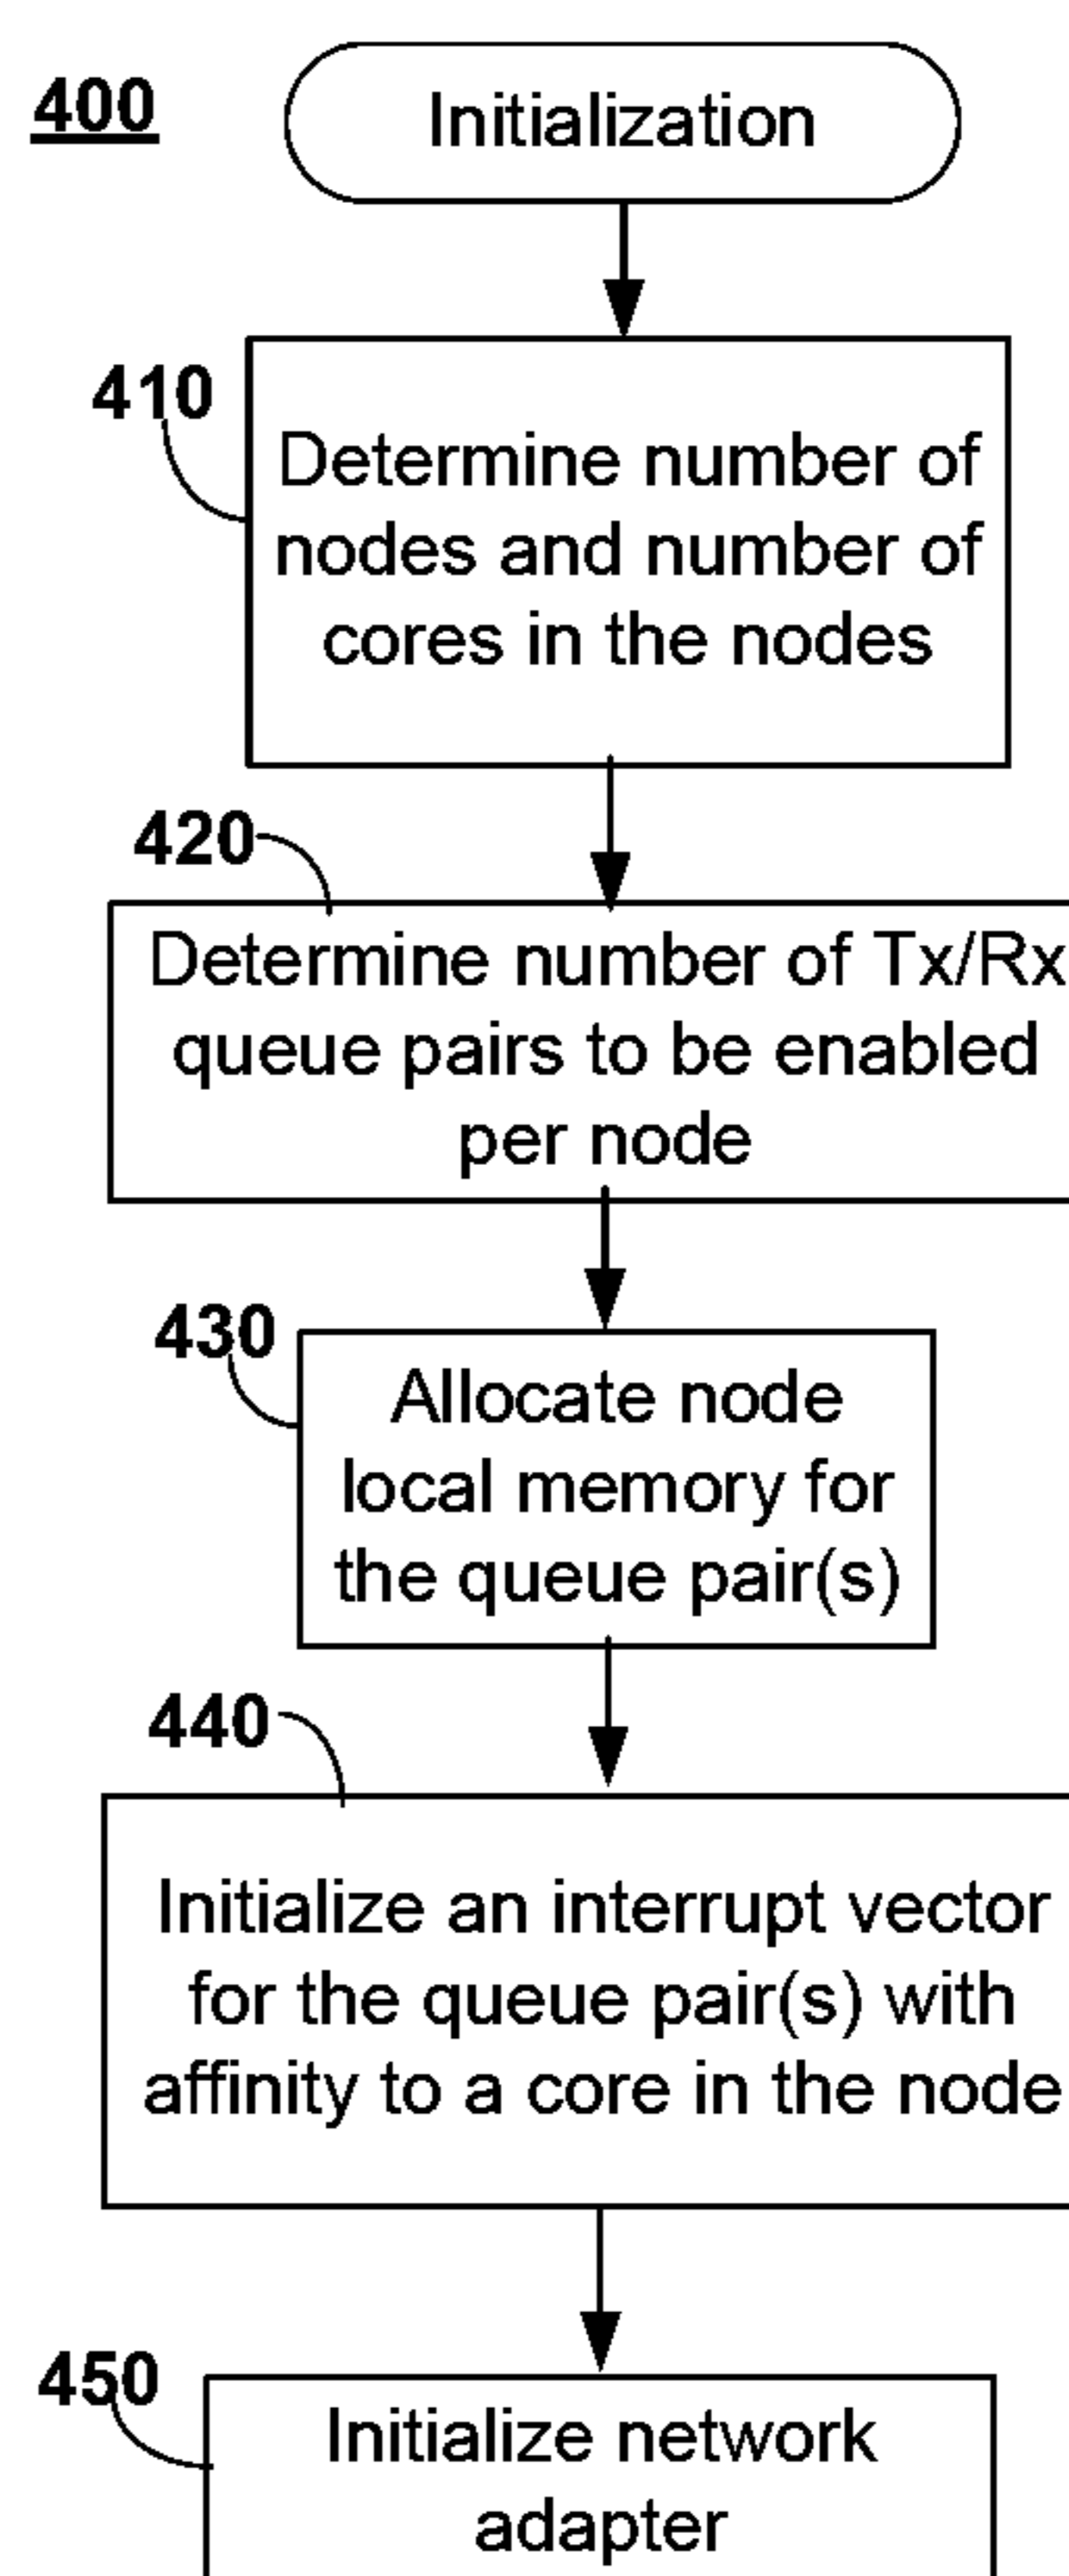 400
Initialization
410
Determine number of
nodes and number of
cores in the nodes
420
Determine number of Tx/Rx
queue pairs to be enabled
per node
430
Allocate node
local memory for
the queue pair(s)
440
Initialize an interrupt vector
for the queue pair(s) with
affinity to a core in the node
450
Initialize network
adapter